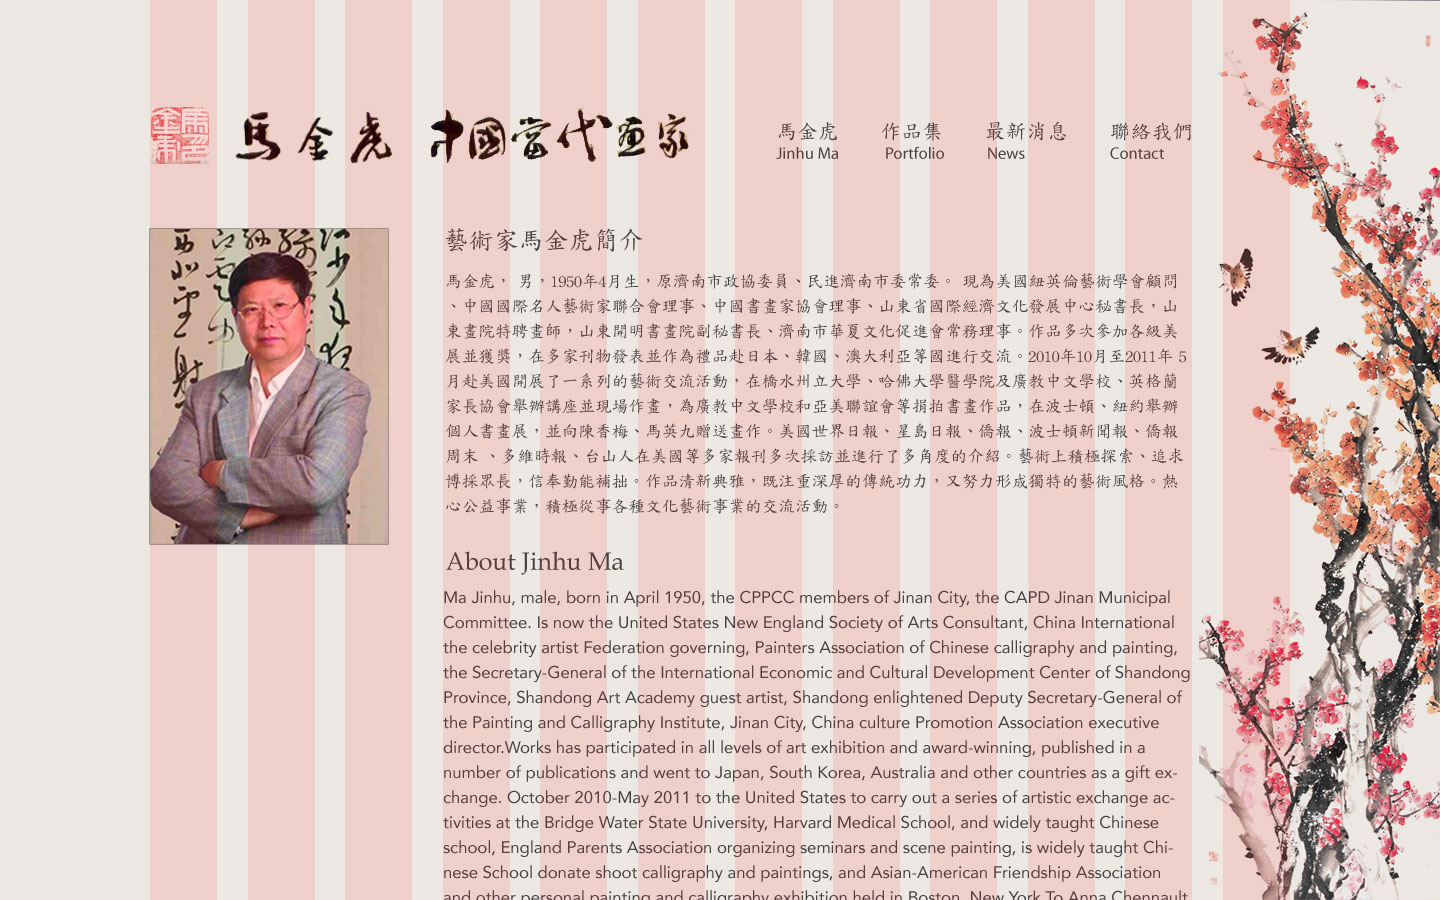 馬金虎 中國當代画家
馬金虎
Jinhu Ma
作品集
Portfolio
最新消息
News
聯絡我們
Contact
藝術家馬金虎簡介
馬金虎， 男，1950年4月生，原濟南市政協委員、民進濟南市委常委。 現為美國紐英倫藝術學會顧問
、中國國際名人藝術家聯合會理事、中國書畫家協會理事、山東省國際經濟文化發展中心秘書長，山
東畫院特聘畫師，山東開明書畫院副秘書長、濟南市華夏文化促進會常務理事。作品多次參加各級美
展並獲獎，在多家刊物發表並作為禮品赴日本、韓國、澳大利亞等國進行交流。2010年10月至2011年 5
月赴美國開展了一系列的藝術交流活動，在橋水州立大學、哈佛大學醫學院及廣教中文學校、英格蘭
家長協會舉辦講座並現場作畫，為廣教中文學校和亞美聯誼會等捐拍書畫作品，在波士頓、紐約舉辦
個人書畫展，並向陳香梅、馬英九贈送畫作。美國世界日報、星島日報、僑報、波士頓新聞報、僑報
周末 、多維時報、台山人在美國等多家報刊多次採訪並進行了多角度的介紹。藝術上積極探索、追求
博採眾長，信奉勤能補拙。作品清新典雅，既注重深厚的傳統功力，又努力形成獨特的藝術風格。熱
心公益事業，積極從事各種文化藝術事業的交流活動。
About Jinhu Ma
Ma Jinhu, male, born in April 1950, the CPPCC members of Jinan City, the CAPD Jinan Municipal
Committee. Is now the United States New England Society of Arts Consultant, China International
the celebrity artist Federation governing, Painters Association of Chinese calligraphy and painting,
the Secretary-General of the International Economic and Cultural Development Center of Shandong
Province, Shandong Art Academy guest artist, Shandong enlightened Deputy Secretary-General of
the Painting and Calligraphy Institute, Jinan City, China culture Promotion Association executive
director.Works has participated in all levels of art exhibition and award-winning, published in a
number of publications and went to Japan, South Korea, Australia and other countries as a gift ex-
change. October 2010-May 2011 to the United States to carry out a series of artistic exchange ac-
tivities at the Bridge Water State University, Harvard Medical School, and widely taught Chinese
school, England Parents Association organizing seminars and scene painting, is widely taught Chi-
nese School donate shoot calligraphy and paintings, and Asian-American Friendship Association
and other personal painting and calligraphy exhibition held in Boston, New York To Anna Chennault